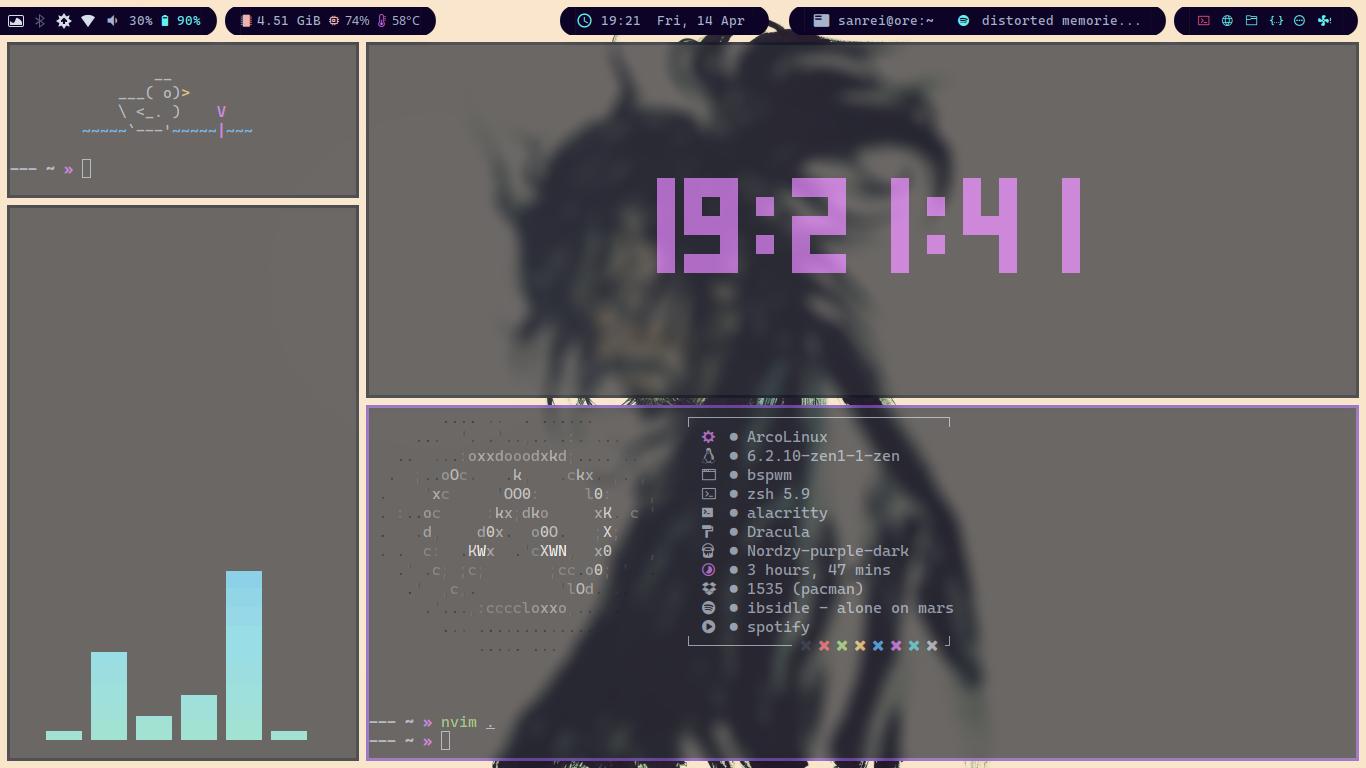 30% 90% 4.51 GiB 74% 58°C 19:21 Fri, 14 Apr sanrei@ore:~ distorted memorie...
--- ~ »
19:21:41
ArcoLinux
6.2.10-zen1-1-zen
bspwm
zsh 5.9
alacritty
Dracula
Nordzy-purple-dark
3 hours, 47 mins
1535 (pacman)
ibsidle - alone on mars
spotify
--- ~ » nvim .
--- ~ »